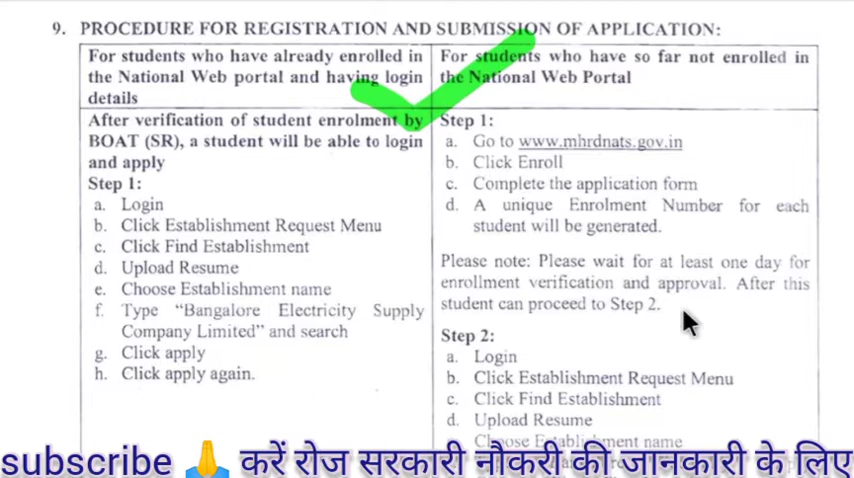 9. PROCEDURE FOR REGISTRATION AND SUBMISSION OF APPLICATION:
For students who have already enrolled in
the National Web portal and having login
details
For students who have so far not enrolled in
the National Web Portal
After verification of student enrolment by
BOAT (SR), a student will be able to login
and apply
Step 1:
a. Login
b. Click Establishment Request Menu
c. Click Find Establishment
d. Upload Resume
e. Choose Establishment name
f. Type “Bangalore Electricity Supply
Company Limited” and search
g. Click apply
h. Click apply again.
Step 1:
a. Go to www.mhrdnats.gov.in
b. Click Enroll
c. Complete the application form
d. A unique Enrolment Number for each
student will be generated.
Please note: Please wait for at least one day for
enrollment verification and approval. After this
student can proceed to Step 2.
Step 2:
a. Login
b. Click Establishment Request Menu
c. Click Find Establishment
d. Upload Resume
Choose Establishment name
subscribe 🙏 करें रोज सरकारी नौकरी की जानकारी के लिए